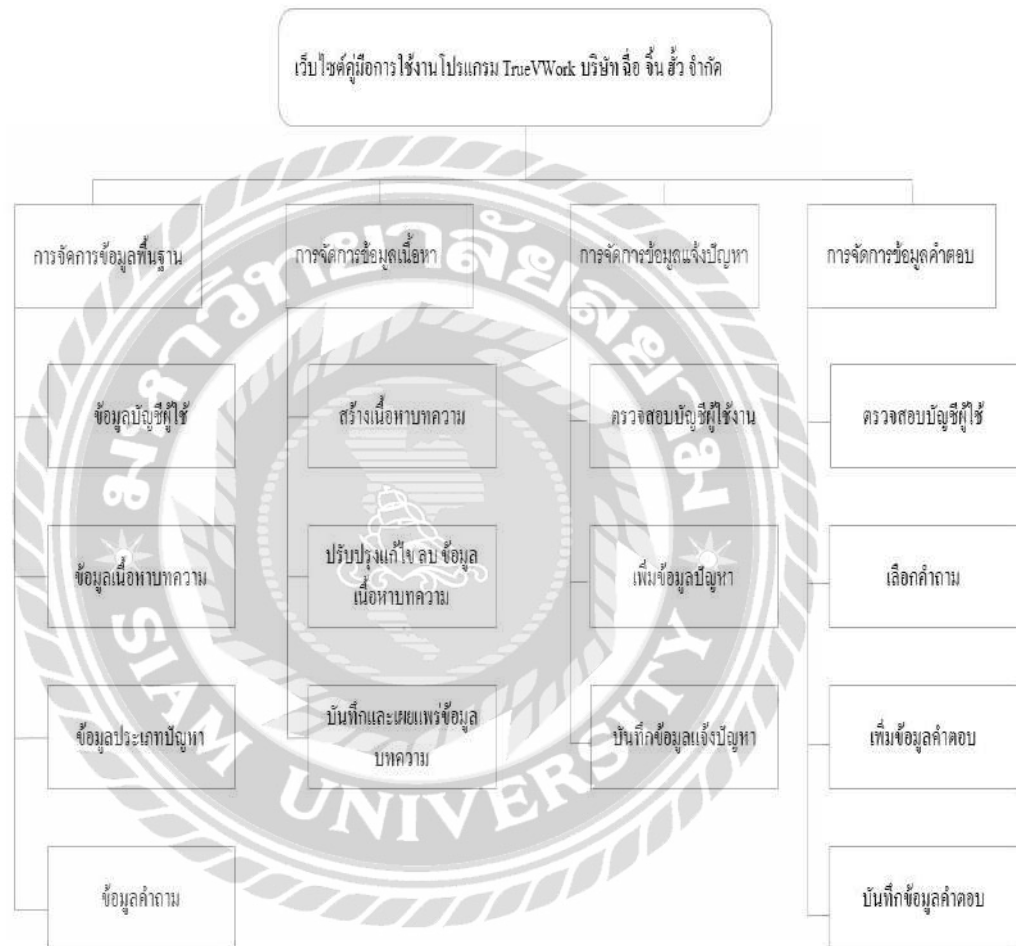 เว็บไซต์คู่มือการใช้งานโปรแกรม TrueVWork บริษัท ฉื่อ จิ้น ฮั้ว จำกัด
การจัดการข้อมูลพื้นฐาน
ข้อมูลบัญชีผู้ใช้
ข้อมูลเนื้อหาบทความ
ข้อมูลประเภทปัญหา
ข้อมูลคำถาม
การจัดการข้อมูลเนื้อหา
สร้างเนื้อหาบทความ
ปรับปรุงแก้ไข ลบ ข้อมูล
เนื้อหาบทความ
บันทึกและเผยแพร่ข้อมูล
บทความ
การจัดการข้อมูลแจ้งปัญหา
ตรวจสอบบัญชีผู้ใช้งาน
เพิ่มข้อมูลปัญหา
บันทึกข้อมูลแจ้งปัญหา
การจัดการข้อมูลคำตอบ
ตรวจสอบบัญชีผู้ใช้
เลือกคำถาม
เพิ่มข้อมูลคำตอบ
บันทึกข้อมูลคำตอบ
มหาวิทยาลัยสยาม
SIAM UNIVERSITY